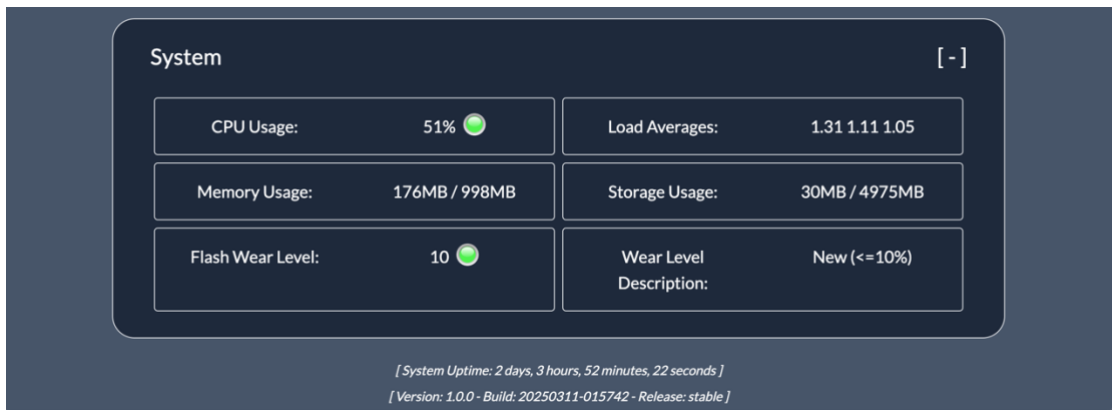 System [ - ]
CPU Usage: 51% Load Averages: 1.31 1.11 1.05
Memory Usage: 176MB / 998MB Storage Usage: 30MB / 4975MB
Flash Wear Level: 10 Wear Level Description: New (<=10%)
[ System Uptime: 2 days, 3 hours, 52 minutes, 22 seconds ]
[ Version: 1.0.0 - Build: 20250311-015742 - Release: stable ]